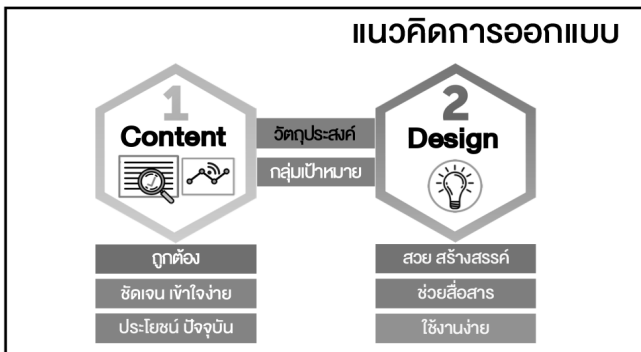 แนวคิดการออกแบบ
1
Content
วัตถุประสงค์
กลุ่มเป้าหมาย
2
Design
ถูกต้อง
ชัดเจน เข้าใจง่าย
ประโยชน์ ปัจจุบัน
สวย สร้างสรรค์
ช่วยสื่อสาร
ใช้งานง่าย